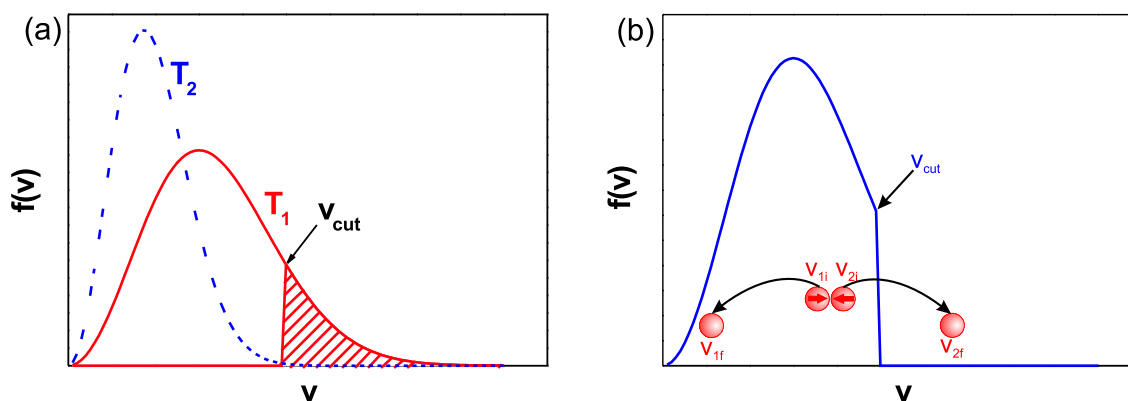 (a)
T2
T1
vcut
f(v)
v
(b)
vcut
v1i v2i
v1f
v2f
f(v)
v